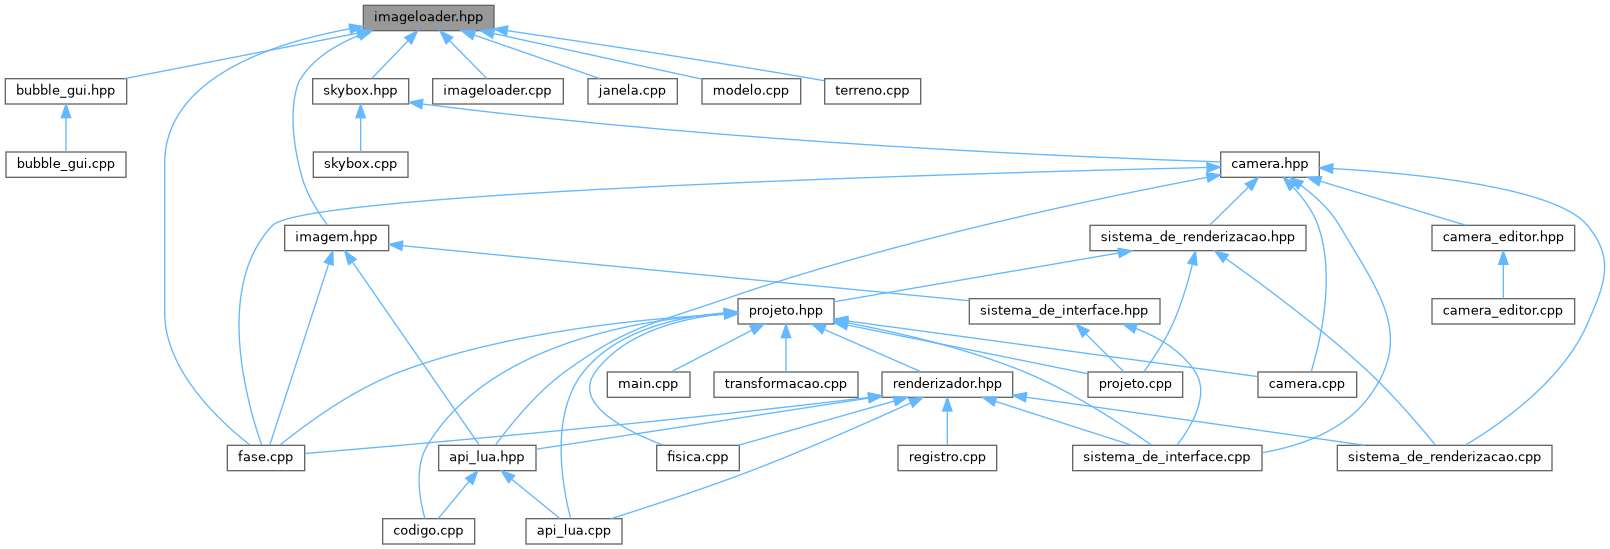 imageloader.hpp
bubble_gui.hpp
skybox.hpp
imageloader.cpp
janela.cpp
modelo.cpp
terreno.cpp
bubble_gui.cpp
skybox.cpp
camera.hpp
imagem.hpp
sistema_de_renderizacao.hpp
camera_editor.hpp
projeto.hpp
sistema_de_interface.hpp
camera_editor.cpp
main.cpp
transformacao.cpp
renderizador.hpp
projeto.cpp
camera.cpp
fase.cpp
api_lua.hpp
fisica.cpp
registro.cpp
sistema_de_interface.cpp
sistema_de_renderizacao.cpp
codigo.cpp
api_lua.cpp